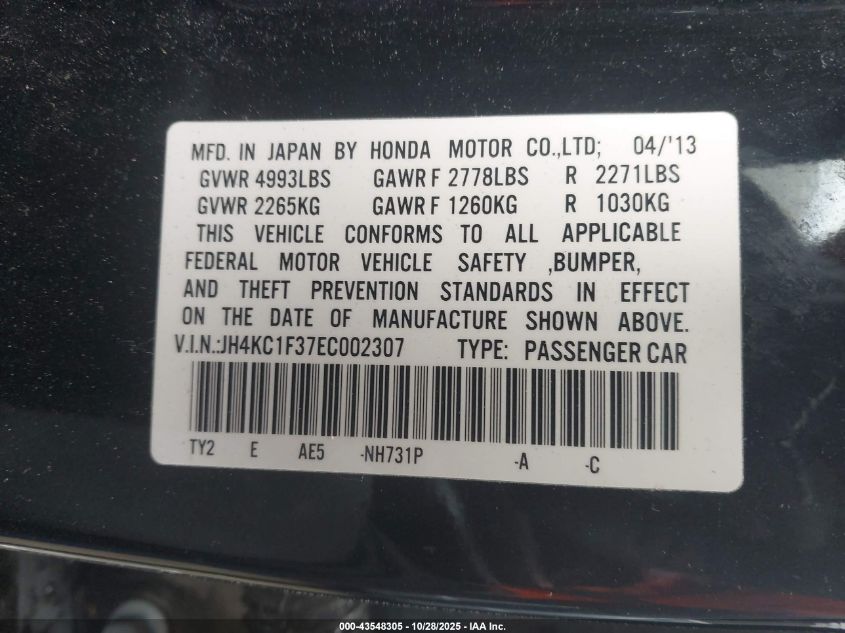 MFD. IN JAPAN BY HONDA MOTOR CO.,LTD; 04/'13
GVWR 4993LBS GAWR F 2778LBS R 2271LBS
GVWR 2265KG GAWR F 1260KG R 1030KG
THIS VEHICLE CONFORMS TO ALL APPLICABLE
FEDERAL MOTOR VEHICLE SAFETY ,BUMPER,
AND THEFT PREVENTION STANDARDS IN EFFECT
ON THE DATE OF MANUFACTURE SHOWN ABOVE.
V.I.N.:JH4KC1F37EC002307 TYPE: PASSENGER CAR
TY2 E AE5 -NH731P -A -C
000-43548305 - 10/28/2025 - IAA Inc.